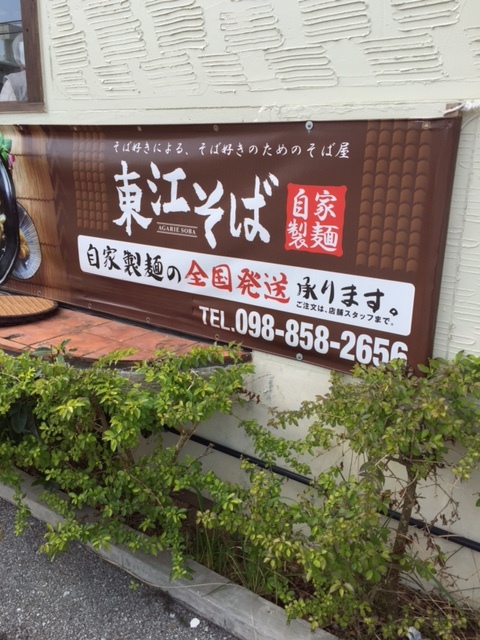 そば好きによる、そば好きのためのそば屋
東江そば
AGARIE SOBA
自家
製麺
自家製麺の全国発送承ります。
ご注文は、店舗スタッフまで。
TEL.098-858-2656